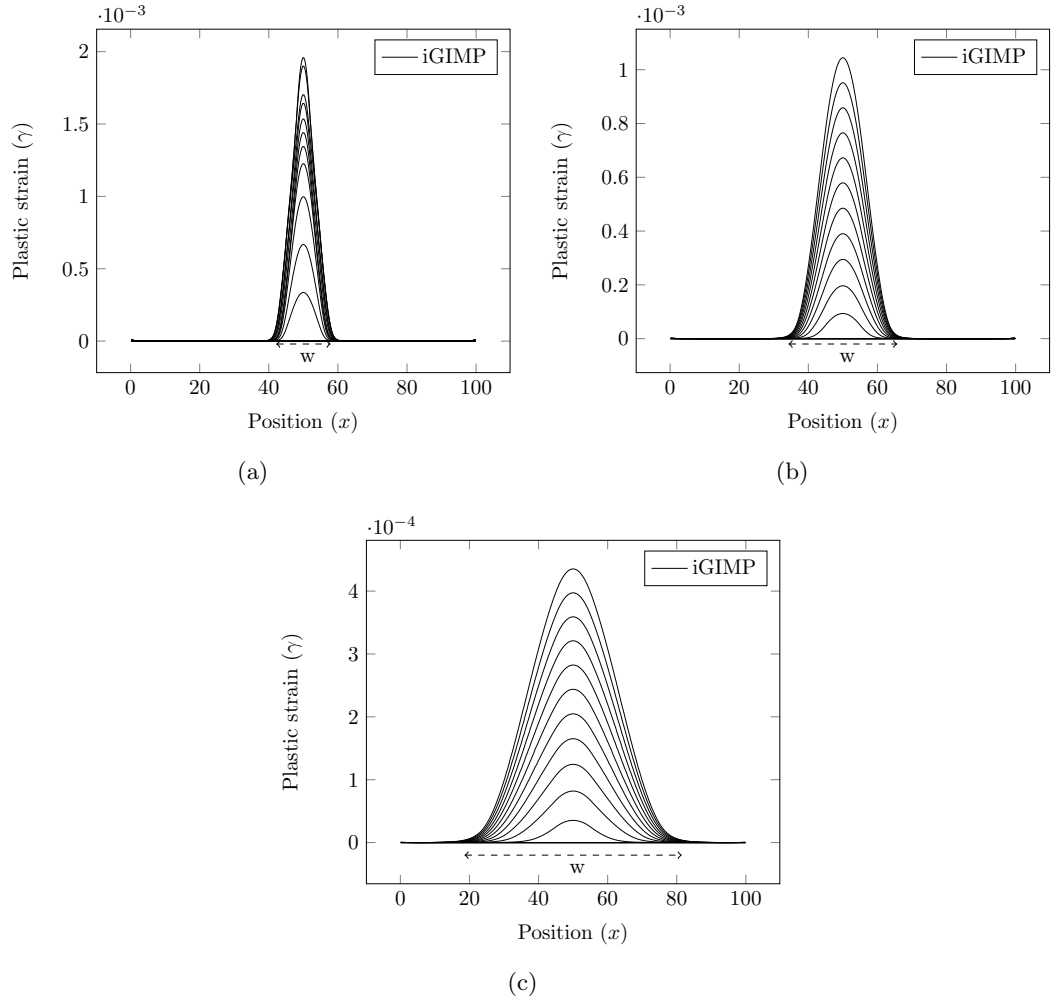 ·10⁻³
2
1.5
1
0.5
0
0 20 40 60 80 100
Plastic strain (γ)
Position (x)
iGIMP
w
(a)
·10⁻³
1
0.8
0.6
0.4
0.2
0
0 20 40 60 80 100
Plastic strain (γ)
Position (x)
iGIMP
w
(b)
·10⁻⁴
4
3
2
1
0
0 20 40 60 80 100
Plastic strain (γ)
Position (x)
iGIMP
w
(c)